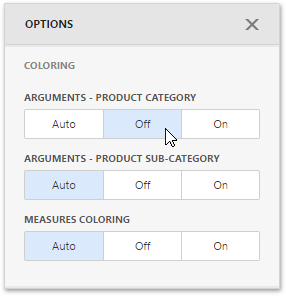 OPTIONS
COLORING
ARGUMENTS - PRODUCT CATEGORY
Auto Off On
ARGUMENTS - PRODUCT SUB-CATEGORY
Auto Off On
MEASURES COLORING
Auto Off On